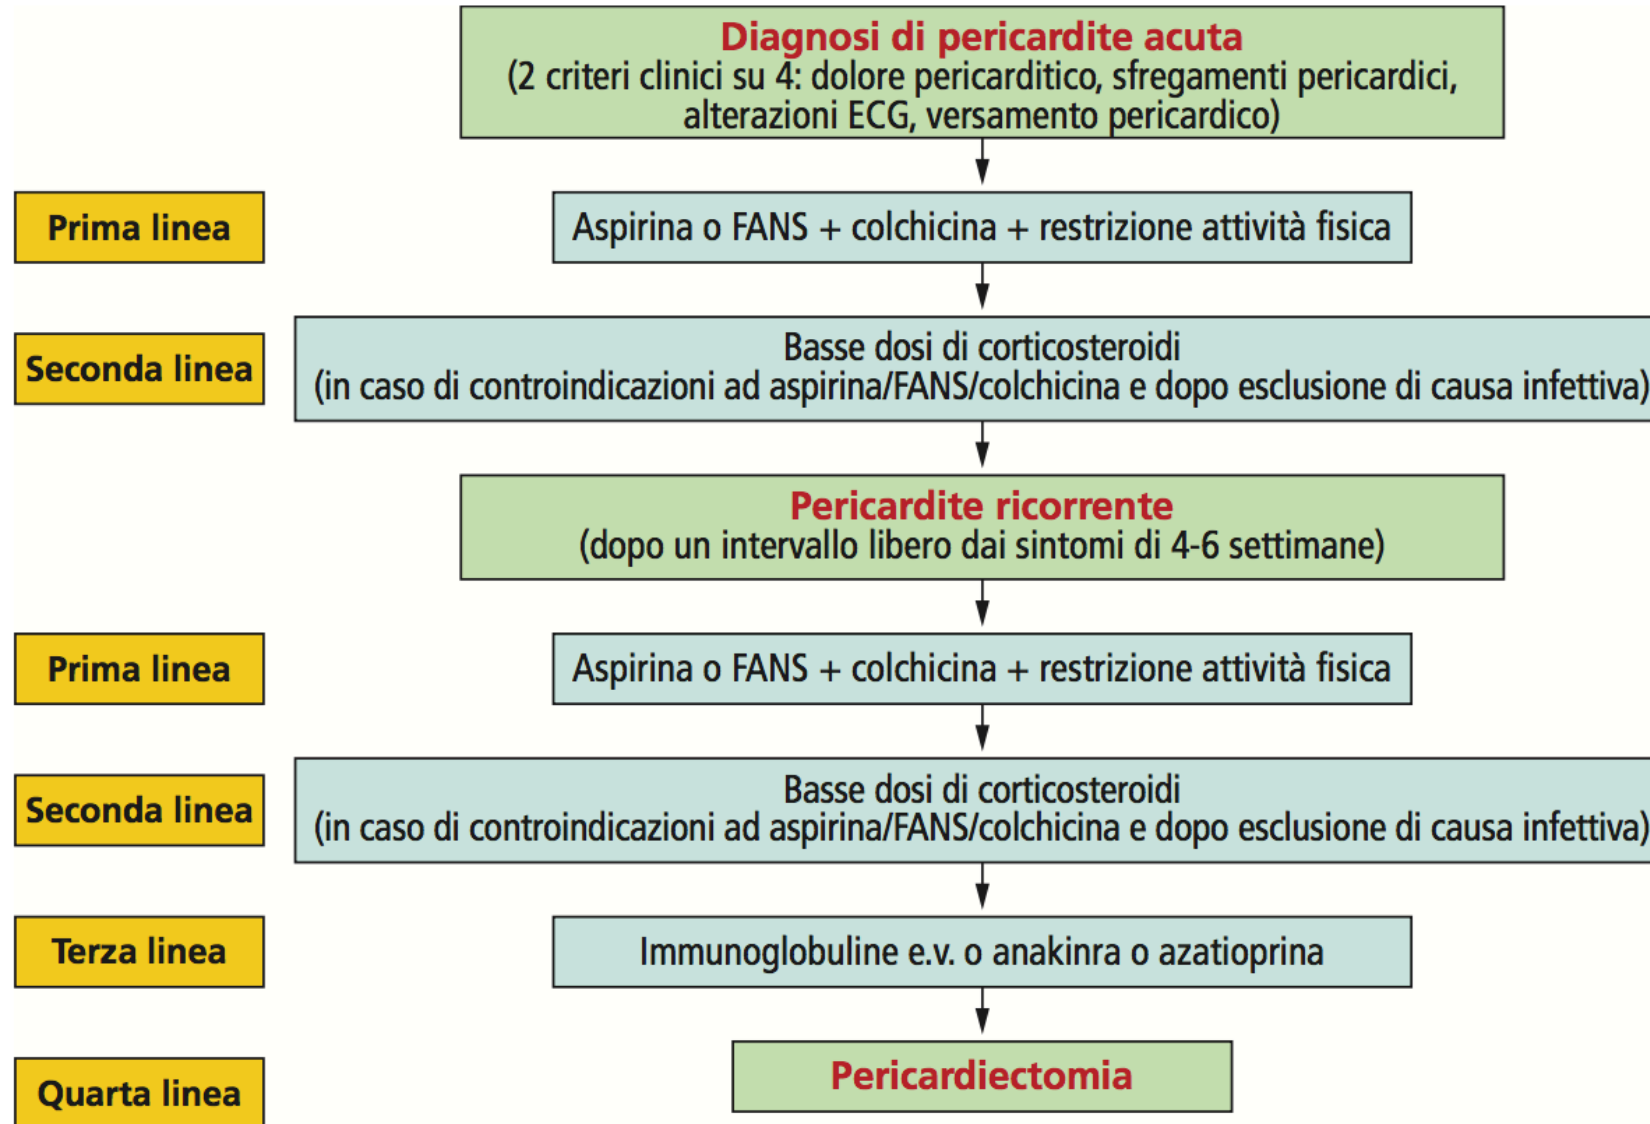 Diagnosi di pericardite acuta
(2 criteri clinici su 4: dolore pericarditico, sfregamenti pericardici,
alterazioni ECG, versamento pericardico)
Prima linea
Aspirina o FANS + colchicina + restrizione attività fisica
Seconda linea
Basse dosi di corticosteroidi
(in caso di controindicazioni ad aspirina/FANS/colchicina e dopo esclusione di causa infettiva)
Pericardite ricorrente
(dopo un intervallo libero dai sintomi di 4-6 settimane)
Prima linea
Aspirina o FANS + colchicina + restrizione attività fisica
Seconda linea
Basse dosi di corticosteroidi
(in caso di controindicazioni ad aspirina/FANS/colchicina e dopo esclusione di causa infettiva)
Terza linea
Immunoglobuline e.v. o anakinra o azatioprina
Quarta linea
Pericardiectomia